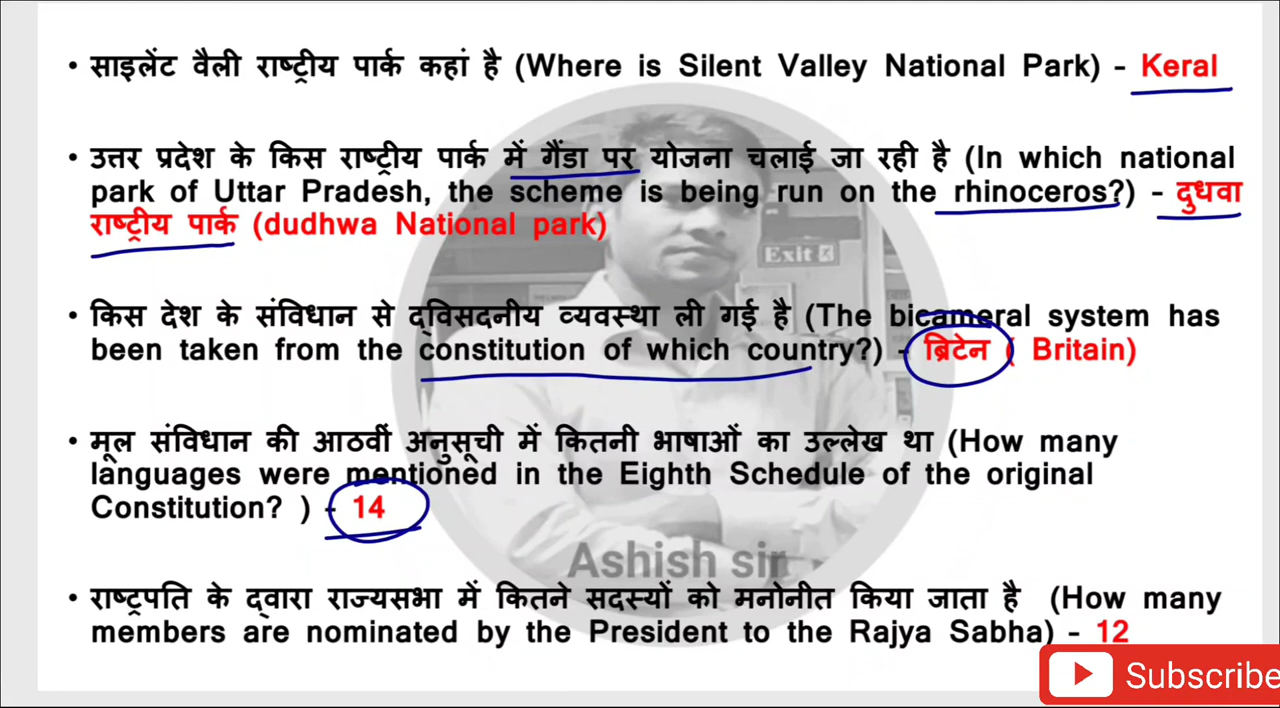 • साइलेंट वैली राष्ट्रीय पार्क कहां है (Where is Silent Valley National Park) - Keral
• उत्तर प्रदेश के किस राष्ट्रीय पार्क में गैंडा पर योजना चलाई जा रही है (In which national
park of Uttar Pradesh, the scheme is being run on the rhinoceros?) - दुधवा
राष्ट्रीय पार्क (dudhwa National park)
Exit
• किस देश के संविधान से द्विसदनीय व्यवस्था ली गई है (The bicameral system has
been taken from the constitution of which country?) - ब्रिटेन ( Britain)
• मूल संविधान की आठवीं अनुसूची में कितनी भाषाओं का उल्लेख था (How many
languages were mentioned in the Eighth Schedule of the original
Constitution? ) - 14
Ashish sir
• राष्ट्रपति के द्वारा राज्यसभा में कितने सदस्यों को मनोनीत किया जाता है (How many
members are nominated by the President to the Rajya Sabha) - 12
Subscribe